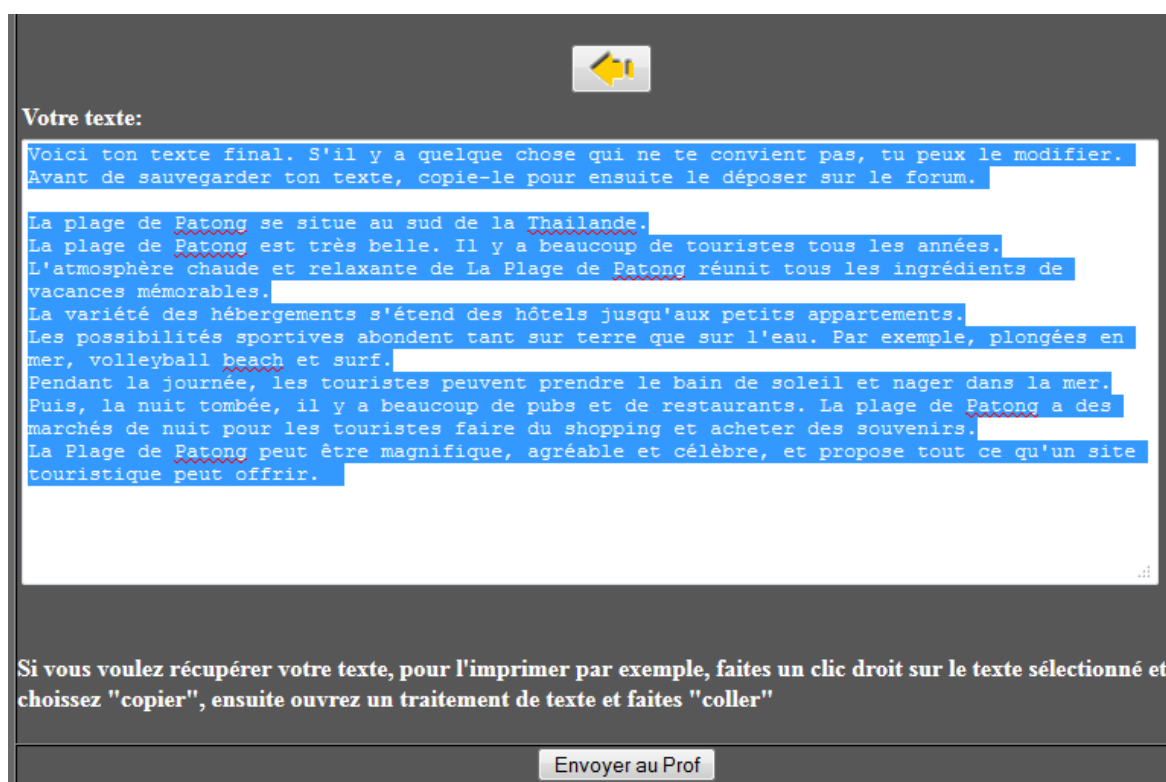 Votre texte:
Voici ton texte final. S'il y a quelque chose qui ne te convient pas, tu peux le modifier.
Avant de sauvegarder ton texte, copie-le pour ensuite le déposer sur le forum.
La plage de Patong se situe au sud de la Thailande.
La plage de Patong est très belle. Il y a beaucoup de touristes tous les années.
L'atmosphère chaude et relaxante de La Plage de Patong réunit tous les ingrédients de
vacances mémorables.
La variété des hébergements s'étend des hôtels jusqu'aux petits appartements.
Les possibilités sportives abondent tant sur terre que sur l'eau. Par exemple, plongées en
mer, volleyball beach et surf.
Pendant la journée, les touristes peuvent prendre le bain de soleil et nager dans la mer.
Puis, la nuit tombée, il y a beaucoup de pubs et de restaurants. La plage de Patong a des
marchés de nuit pour les touristes faire du shopping et acheter des souvenirs.
La Plage de Patong peut être magnifique, agréable et célèbre, et propose tout ce qu'un site
touristique peut offrir.
Si vous voulez récupérer votre texte, pour l'imprimer par exemple, faites un clic droit sur le texte sélectionné et
choissez "copier", ensuite ouvrez un traitement de texte et faites "coller"
Envoyer au Prof